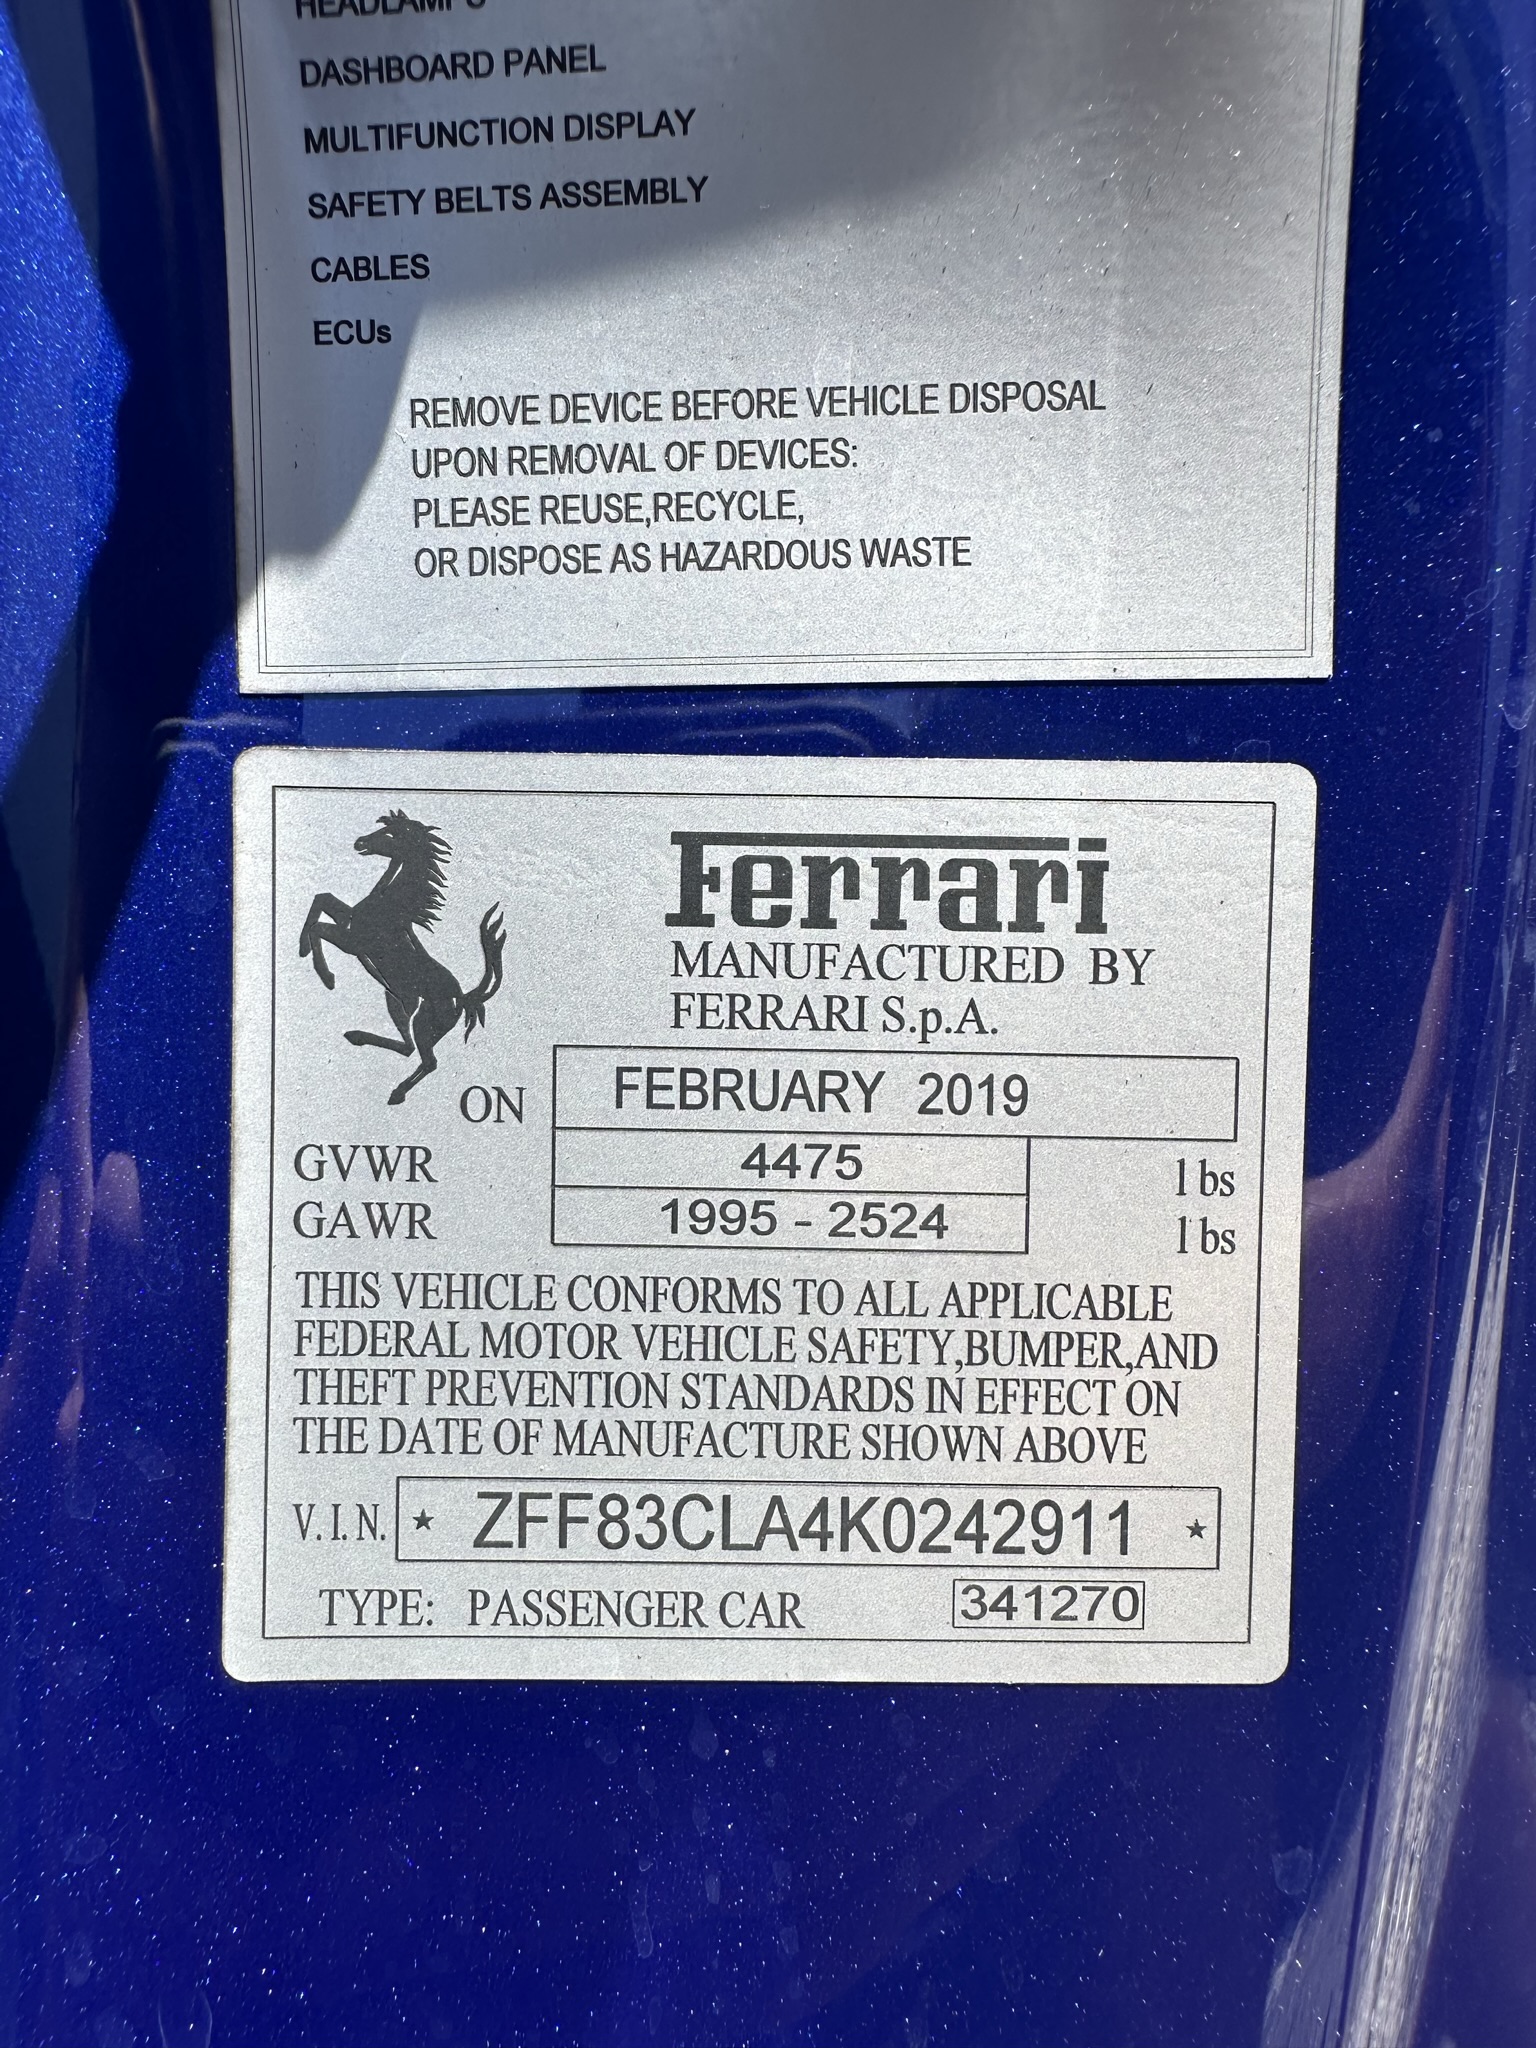 HEADLAMPS
DASHBOARD PANEL
MULTIFUNCTION DISPLAY
SAFETY BELTS ASSEMBLY
CABLES
ECUs
REMOVE DEVICE BEFORE VEHICLE DISPOSAL
UPON REMOVAL OF DEVICES:
PLEASE REUSE,RECYCLE,
OR DISPOSE AS HAZARDOUS WASTE
Ferrari
MANUFACTURED BY
FERRARI S.p.A.
ON FEBRUARY 2019
GVWR 4475 lbs
GAWR 1995 - 2524 lbs
THIS VEHICLE CONFORMS TO ALL APPLICABLE
FEDERAL MOTOR VEHICLE SAFETY,BUMPER,AND
THEFT PREVENTION STANDARDS IN EFFECT ON
THE DATE OF MANUFACTURE SHOWN ABOVE
V.I.N. ★ ZFF83CLA4K0242911 ★
TYPE: PASSENGER CAR 341270